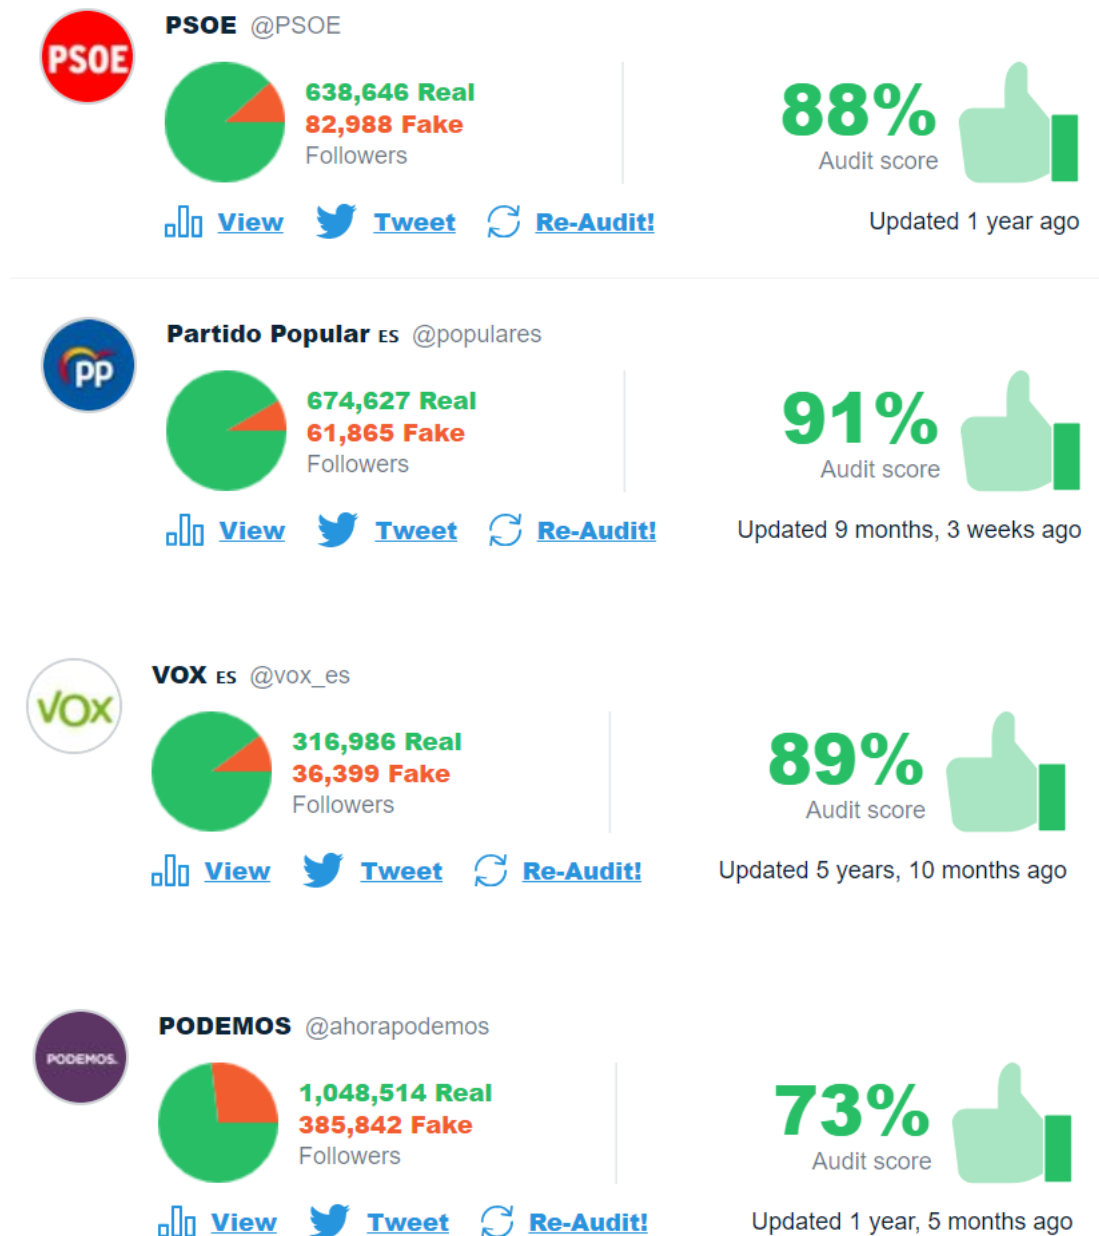 PSOE
PSOE @PSOE
638,646 Real
82,988 Fake
Followers
88%
Audit score
View Tweet Re-Audit!
Updated 1 year ago
PP
Partido Popular ES @populares
674,627 Real
61,865 Fake
Followers
91%
Audit score
View Tweet Re-Audit!
Updated 9 months, 3 weeks ago
VOX
VOX ES @vox_es
316,986 Real
36,399 Fake
Followers
89%
Audit score
View Tweet Re-Audit!
Updated 5 years, 10 months ago
PODEMOS.
PODEMOS @ahorapodemos
1,048,514 Real
385,842 Fake
Followers
73%
Audit score
View Tweet Re-Audit!
Updated 1 year, 5 months ago